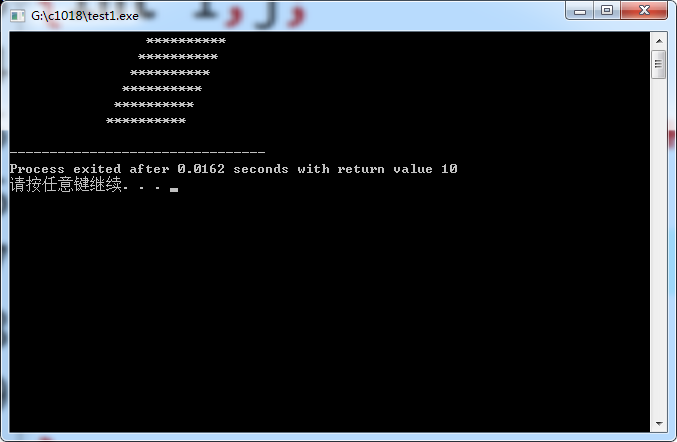 G:\c1018\test1.exe
                 **********
                **********
               **********
              **********
             **********
            **********
--------------------------------
Process exited after 0.0162 seconds with return value 10
请按任意键继续. . .